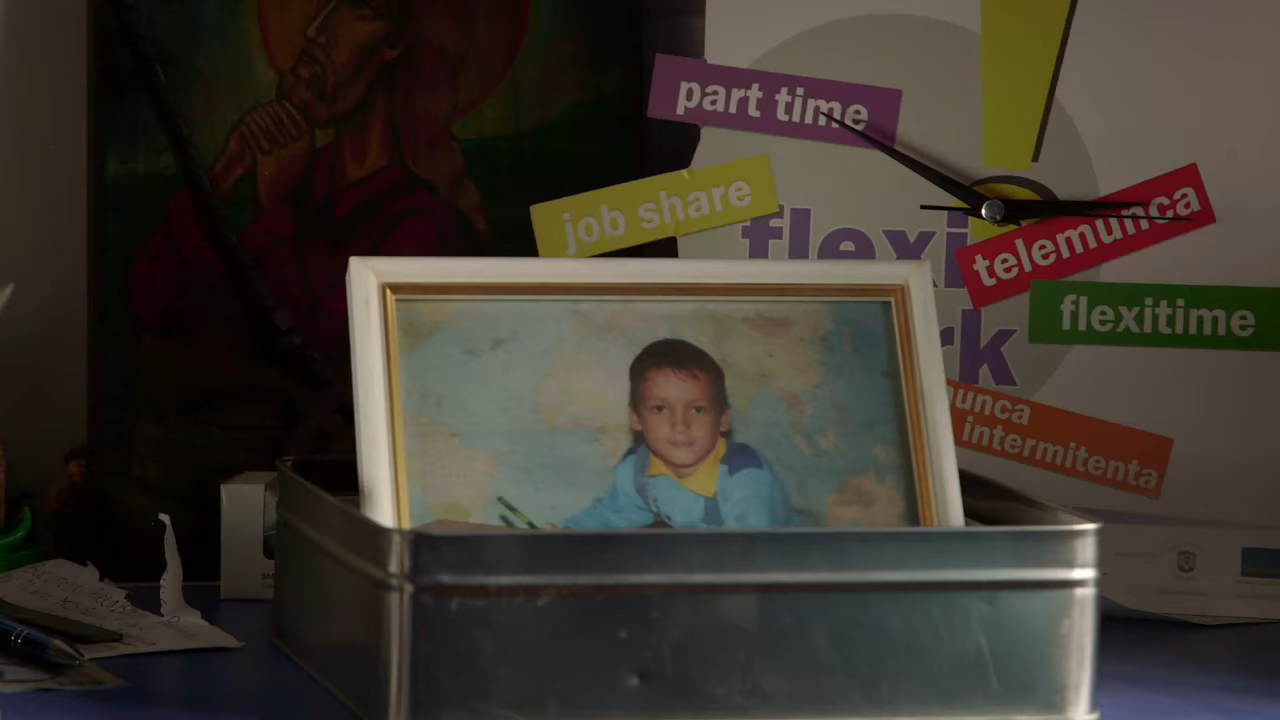 part time
job share
flexi
telemunca
flexitime
rk
munca
intermitenta